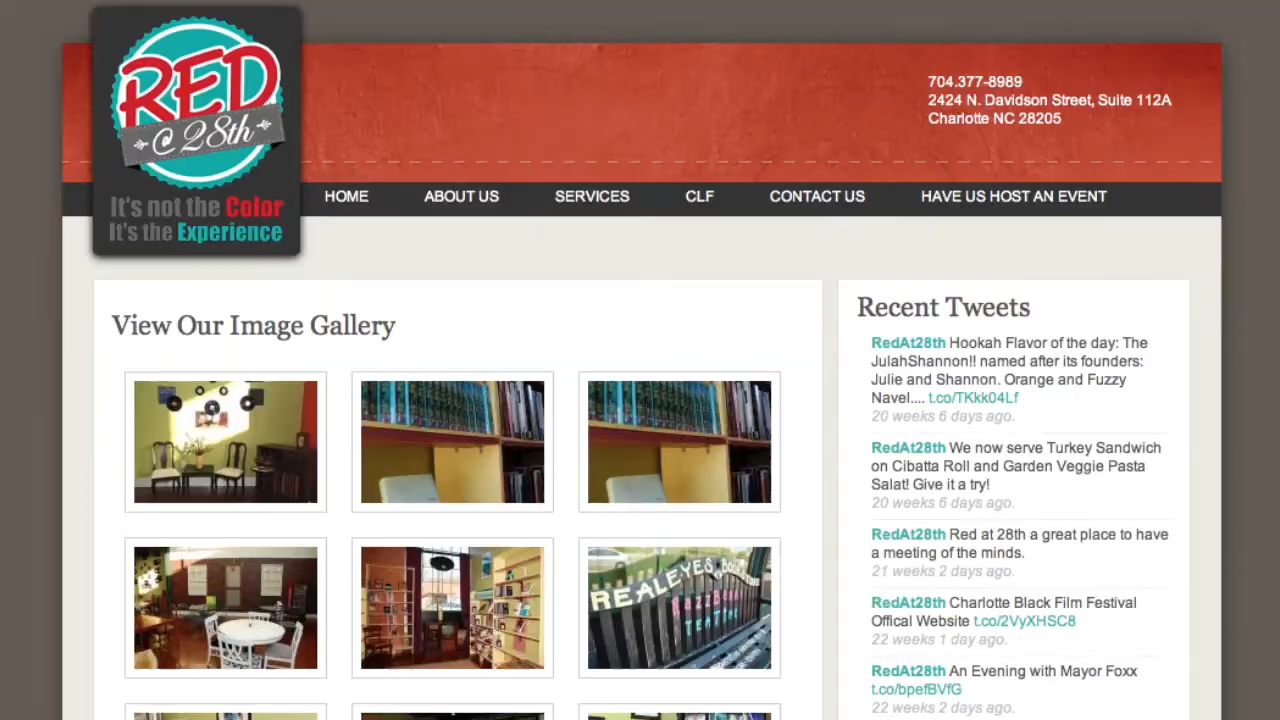 RED
@ 28th
It's not the Color
It's the Experience
704.377-8989
2424 N. Davidson Street, Suite 112A
Charlotte NC 28205
HOME
ABOUT US
SERVICES
CLF
CONTACT US
HAVE US HOST AN EVENT
View Our Image Gallery
REALEYES
Recent Tweets
RedAt28th Hookah Flavor of the day: The
JulahShannon!! named after its founders:
Julie and Shannon. Orange and Fuzzy
Navel.... t.co/TKkk04Lf
20 weeks 6 days ago.
RedAt28th We now serve Turkey Sandwich
on Cibatta Roll and Garden Veggie Pasta
Salat! Give it a try!
20 weeks 6 days ago.
RedAt28th Red at 28th a great place to have
a meeting of the minds.
21 weeks 2 days ago.
RedAt28th Charlotte Black Film Festival
Offical Website t.co/2VyXHSC8
22 weeks 1 day ago.
RedAt28th An Evening with Mayor Foxx
t.co/bpefBVfG
22 weeks 2 days ago.